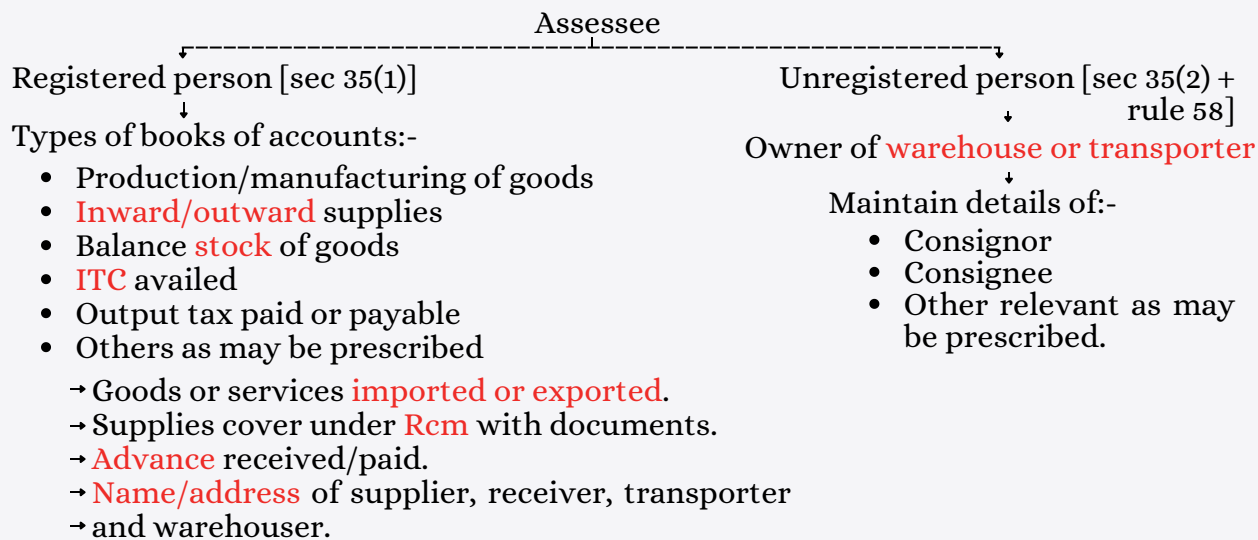 Assessee
Registered person [sec 35(1)]
Types of books of accounts:-
• Production/manufacturing of goods
• Inward/outward supplies
• Balance stock of goods
• ITC availed
• Output tax paid or payable
• Others as may be prescribed
→ Goods or services imported or exported.
→ Supplies cover under Rcm with documents.
→ Advance received/paid.
→ Name/address of supplier, receiver, transporter
→ and warehouser.
Unregistered person [sec 35(2) +
rule 58]
Owner of warehouse or transporter
Maintain details of:-
• Consignor
• Consignee
• Other relevant as may
be prescribed.